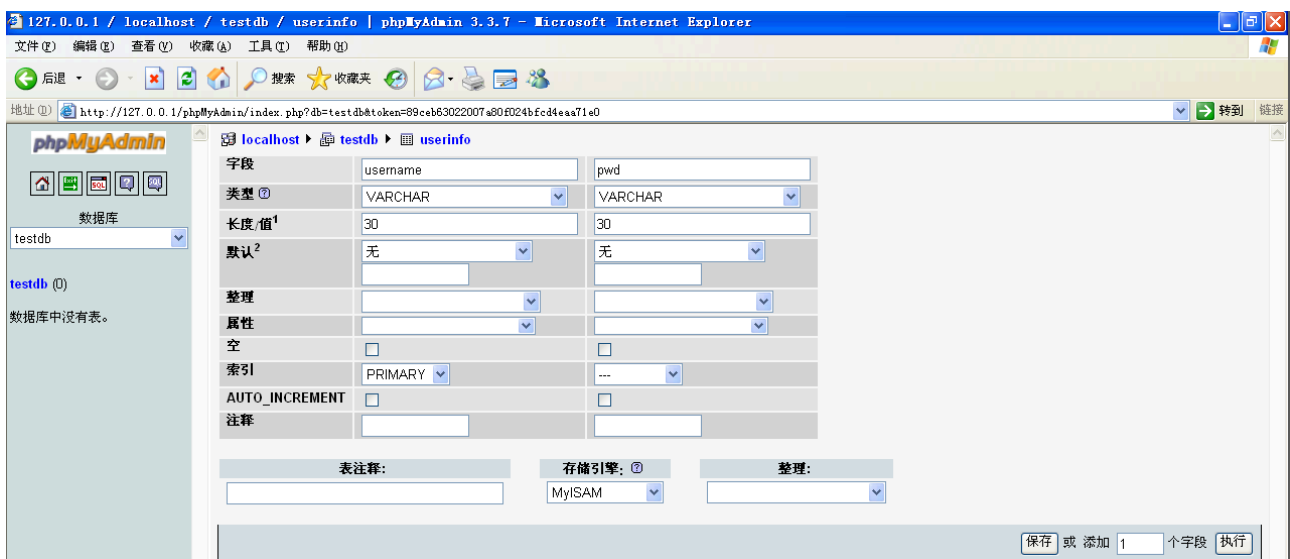 127.0.0.1 / localhost / testdb / userinfo | phpMyAdmin 3.3.7 - Microsoft Internet Explorer
文件(F) 编辑(E) 查看(V) 收藏(A) 工具(T) 帮助(H)
后退 搜索 收藏夹
地址(D) http://127.0.0.1/phpMyAdmin/index.php?db=testdb&token=89ceb63022007a80f024bfcd4eaa71e0 转到 链接
phpMyAdmin
localhost testdb userinfo
SQL
数据库
testdb
testdb (0)
数据库中没有表。
字段 username pwd
类型 VARCHAR VARCHAR
长度/值1 30 30
默认2 无 无
整理
属性
空
索引 PRIMARY ---
AUTO_INCREMENT
注释
表注释: 存储引擎: 整理:
MyISAM
保存 或 添加 1 个字段 执行